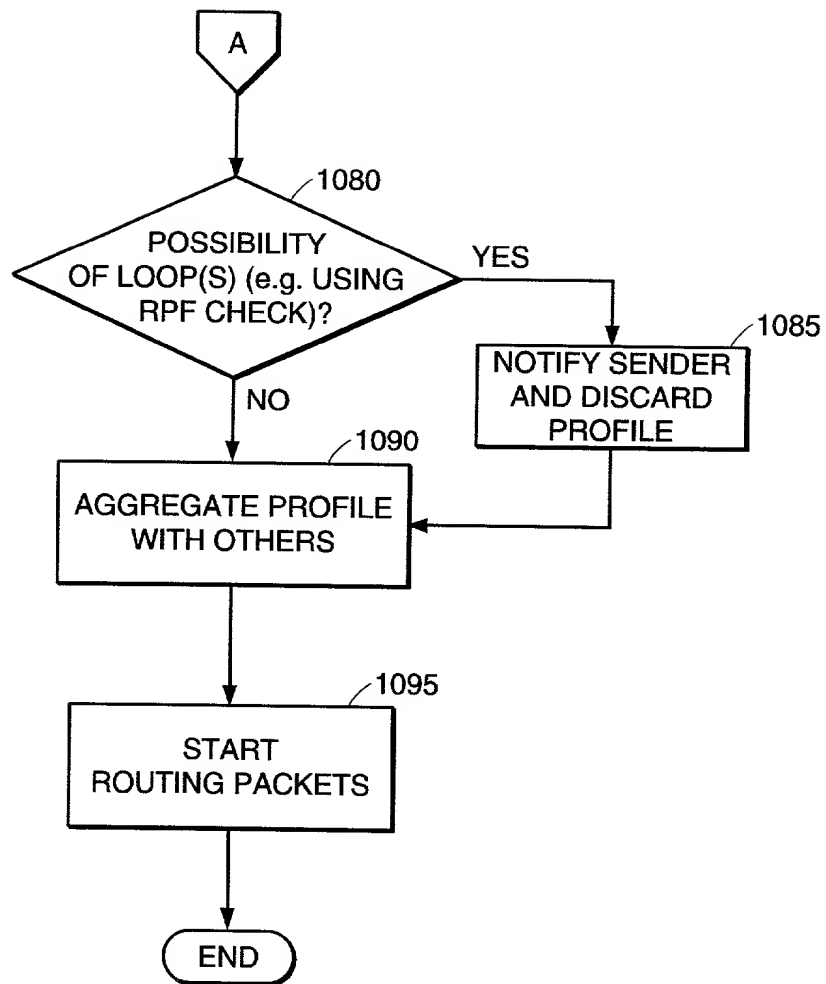 A
1080
POSSIBILITY
OF LOOP(S) (e.g. USING
RPF CHECK)?
YES
1085
NOTIFY SENDER
AND DISCARD
PROFILE
NO
1090
AGGREGATE PROFILE
WITH OTHERS
1095
START
ROUTING PACKETS
END